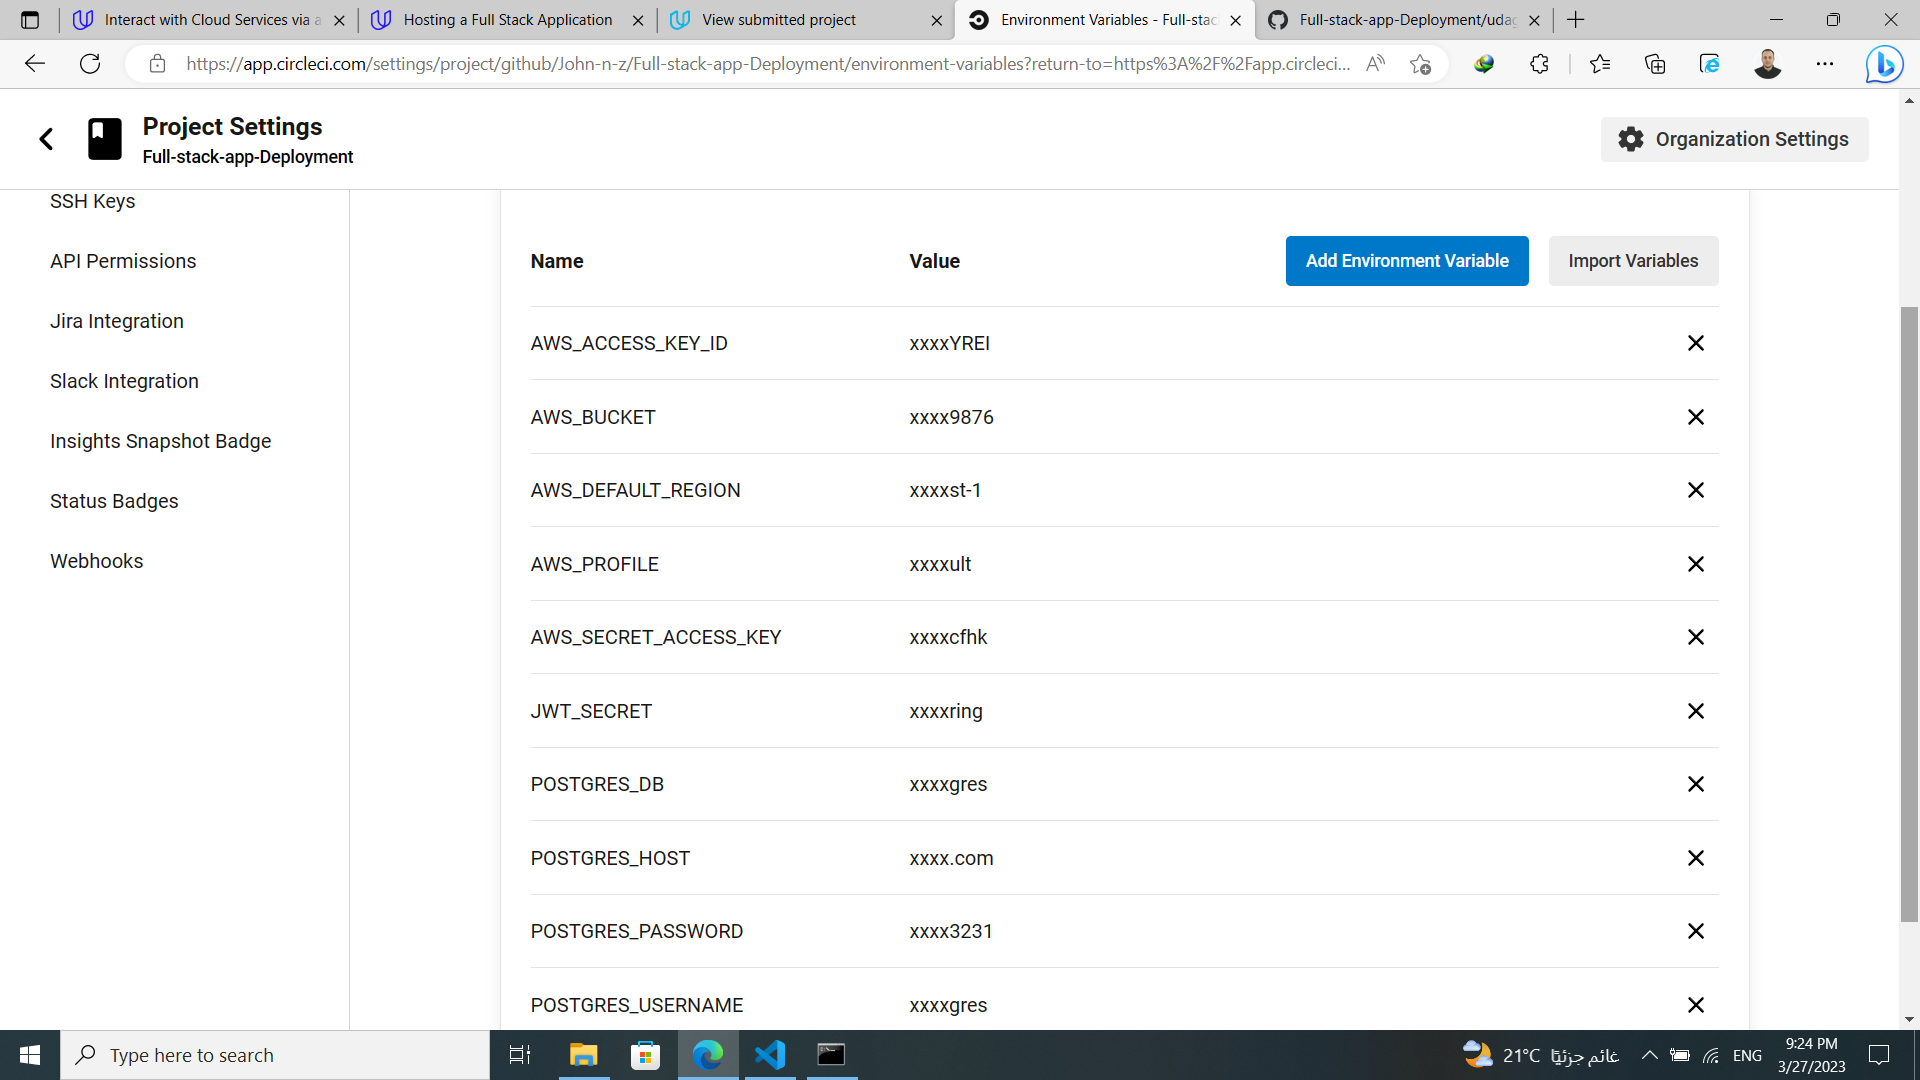 Interact with Cloud Services via a
Hosting a Full Stack Application
View submitted project
Environment Variables - Full-stac
Full-stack-app-Deployment/udag
https://app.circleci.com/settings/project/github/John-n-z/Full-stack-app-Deployment/environment-variables?return-to=https%3A%2F%2Fapp.circleci...
Project Settings
Full-stack-app-Deployment
Organization Settings
SSH Keys
API Permissions
Jira Integration
Slack Integration
Insights Snapshot Badge
Status Badges
Webhooks
Name Value Add Environment Variable Import Variables
AWS_ACCESS_KEY_ID xxxxYREI
AWS_BUCKET xxxx9876
AWS_DEFAULT_REGION xxxxst-1
AWS_PROFILE xxxxult
AWS_SECRET_ACCESS_KEY xxxxcfhk
JWT_SECRET xxxxring
POSTGRES_DB xxxxgres
POSTGRES_HOST xxxx.com
POSTGRES_PASSWORD xxxx3231
POSTGRES_USERNAME xxxxgres
Type here to search
21°C غائم جزئيًا
ENG
9:24 PM
3/27/2023